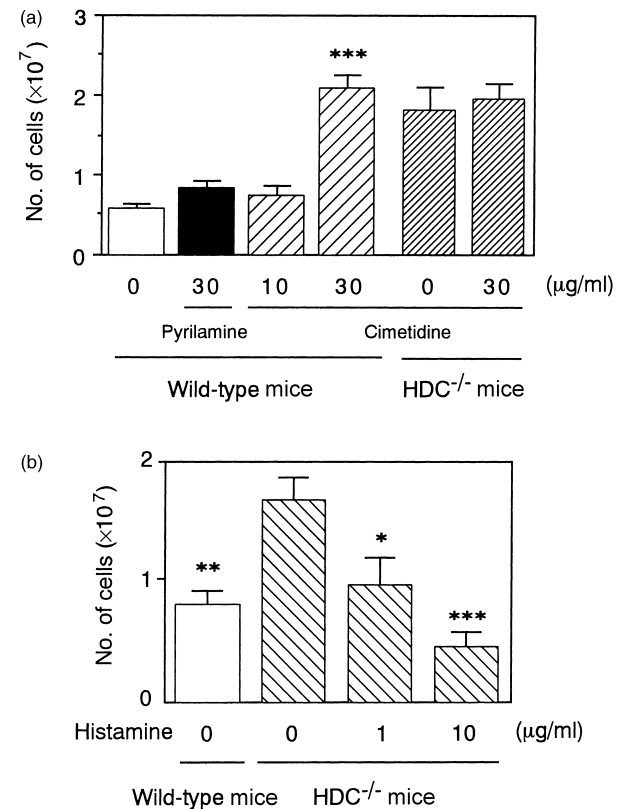 (a)
No. of cells (×10⁷)
3
2
1
0
***
0 30 10 30 0 30 (μg/ml)
Pyrilamine Cimetidine
Wild-type mice HDC-/- mice
(b)
No. of cells (×10⁷)
2
1
0
**
*
***
Histamine 0 0 1 10 (μg/ml)
Wild-type mice HDC-/- mice